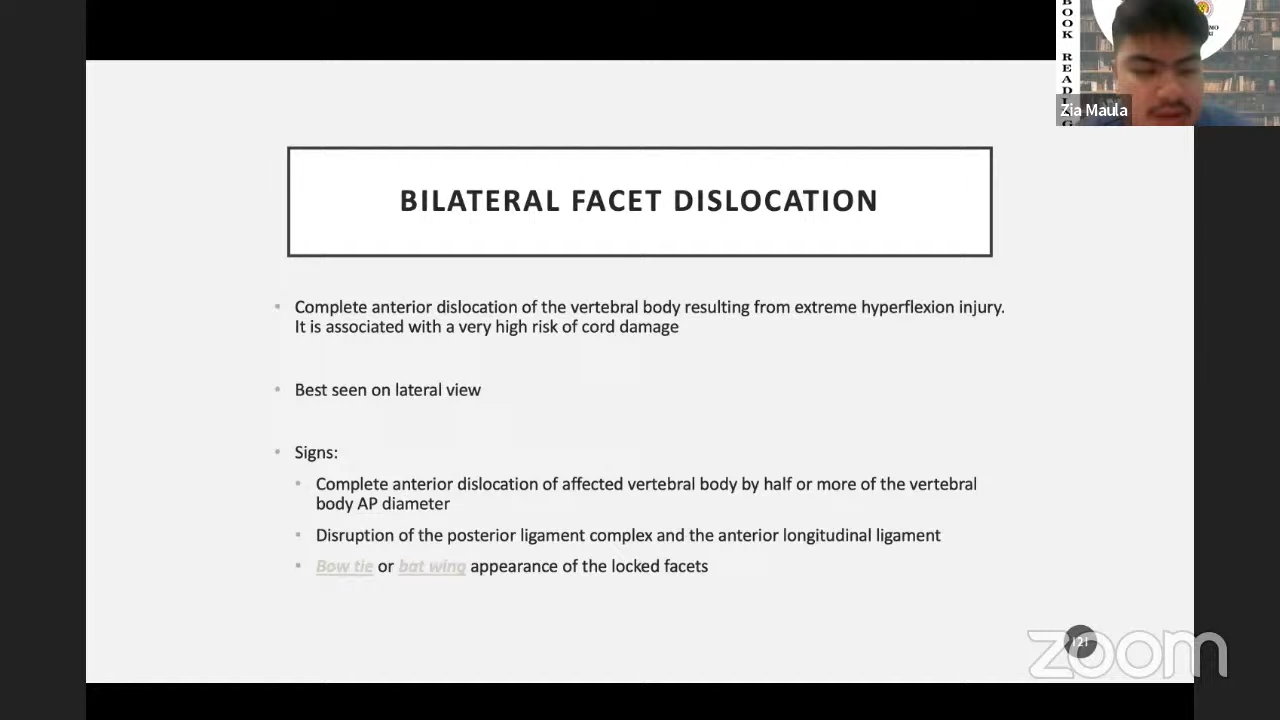 BOOK READING
Zia Maula
BILATERAL FACET DISLOCATION
Complete anterior dislocation of the vertebral body resulting from extreme hyperflexion injury.
It is associated with a very high risk of cord damage
Best seen on lateral view
Signs:
Complete anterior dislocation of affected vertebral body by half or more of the vertebral
body AP diameter
Disruption of the posterior ligament complex and the anterior longitudinal ligament
Bow tie or bat wing appearance of the locked facets
121
zoom